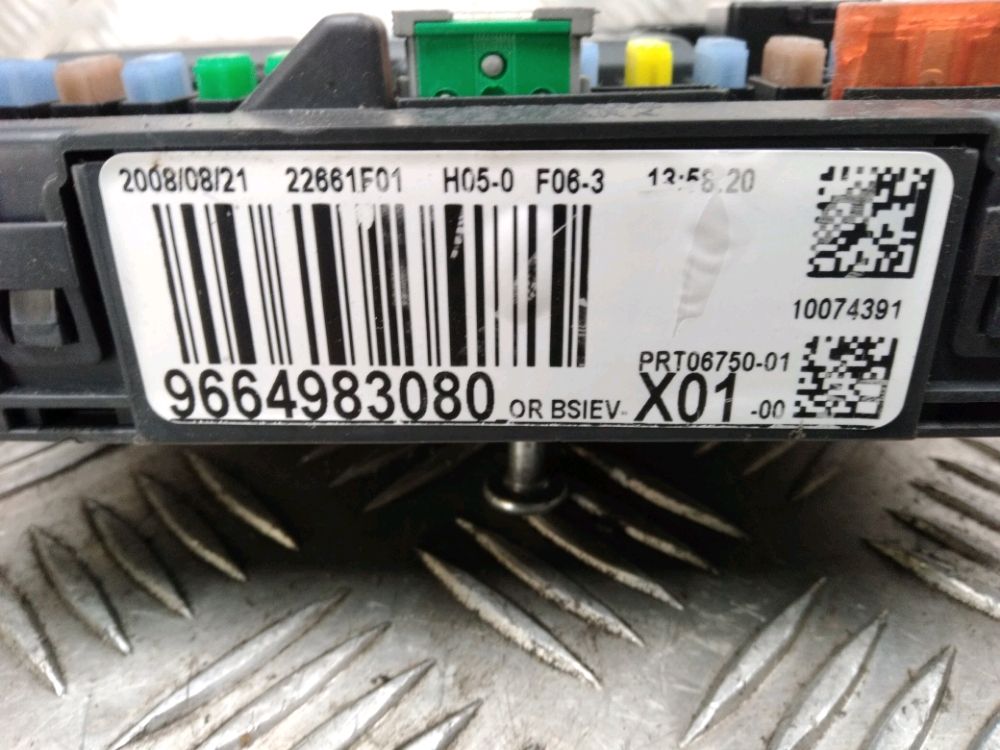 2008/08/21 22661F01 H05-0 F06-3 13:58:20
10074391
PRT06750-01
9664983080 OR BSIEV- X01 -00